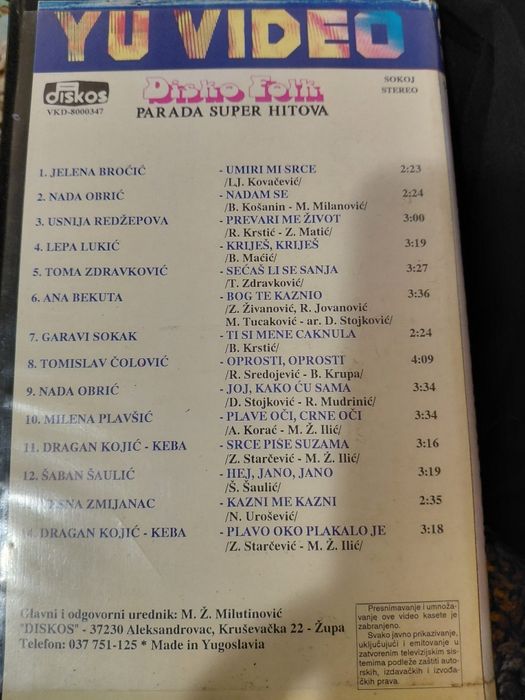 YU VIDEO
diskos
VKD-8000347
Disko Folk
PARADA SUPER HITOVA
SOKOJ
STEREO
1. JELENA BROĆIĆ - UMIRI MI SRCE 2:23
/LJ. Kovačević/
2. NADA OBRIĆ - NADAM SE 2:24
/B. Košanin - M. Milanović/
3. USNIJA REDŽEPOVA - PREVARI ME ŽIVOT 3:00
/R. Krstić - Z. Matić/
4. LEPA LUKIĆ - KRIJEŠ, KRIJEŠ 3:19
/B. Maćić/
5. TOMA ZDRAVKOVIĆ - SEĆAŠ LI SE SANJA 3:27
/T. Zdravković/
6. ANA BEKUTA - BOG TE KAZNIO 3:36
/Z. Živanović, R. Jovanović
M. Tucaković - ar. D. Stojković/
7. GARAVI SOKAK - TI SI MENE CAKNULA 2:24
/B. Krstić/
8. TOMISLAV ČOLOVIĆ - OPROSTI, OPROSTI 4:09
/R. Sredojević - B. Krupa/
9. NADA OBRIĆ - JOJ, KAKO ĆU SAMA 3:34
/D. Stojković - R. Mudrinić/
10. MILENA PLAVŠIĆ - PLAVE OČI, CRNE OČI 3:34
/A. Korać - M. Ž. Ilić/
11. DRAGAN KOJIĆ - KEBA - SRCE PIŠE SUZAMA 3:16
/Z. Starčević - M. Ž. Ilić/
12. ŠABAN ŠAULIĆ - HEJ, JANO, JANO 3:19
/Š. Šaulić/
ZMIJANAC - KAZNI ME KAZNI 2:35
/N. Urošević/
14. DRAGAN KOJIĆ - KEBA - PLAVO OKO PLAKALO JE 3:18
/Z. Starčević - M. Ž. Ilić/
Glavni i odgovorni urednik: M. Ž. Milutinović
"DISKOS" - 37230 Aleksandrovac, Kruševačka 22 - Župa
Telefon: 037 751-125 * Made in Yugoslavia
Presnimavanje i umnoža-
vanje ove video kasete je
zabranjeno.
Svako javno prikazivanje,
uključujući i emitovanje u
zatvorenim televizijskim si-
stemima podleže zaštiti auto-
rskih, izdavačkih i izvođa-
čkih prava.